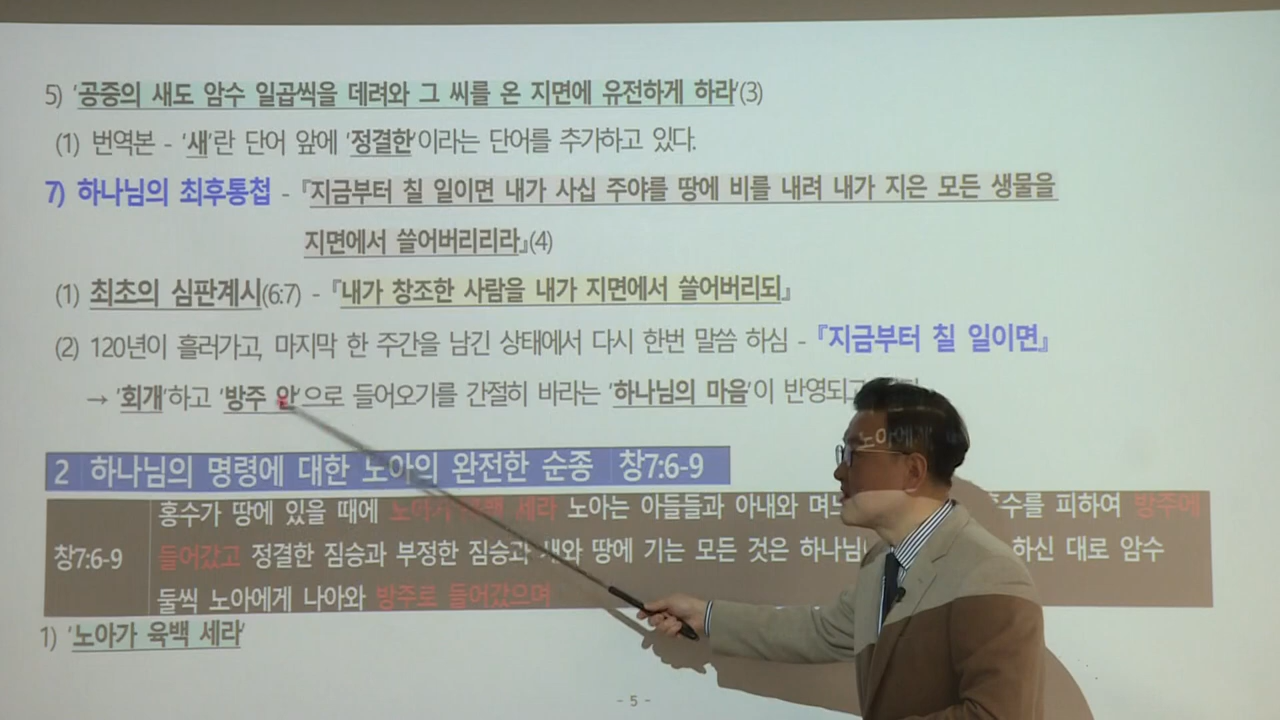 5) '공중의 새도 암수 일곱씩을 데려와 그 씨를 온 지면에 유전하게 하라'(3)
(1) 번역본 - '새'란 단어 앞에 '정결한'이라는 단어를 추가하고 있다.
7) 하나님의 최후통첩 - 『지금부터 칠 일이면 내가 사십 주야를 땅에 비를 내려 내가 지은 모든 생물을
지면에서 쓸어버리리라』(4)
(1) 최초의 심판계시(6:7) - 『내가 창조한 사람을 내가 지면에서 쓸어버리되』
(2) 120년이 흘러가고, 마지막 한 주간을 남긴 상태에서 다시 한번 말씀 하심 - 『지금부터 칠 일이면』
→ '회개'하고 '방주 안'으로 들어오기를 간절히 바라는 '하나님의 마음'이 반영되고
노아에게
2 하나님의 명령에 대한 노아의 완전한 순종 창7:6-9
홍수가 땅에 있을 때에 노아가 육백 세라 노아는 아들들과 아내와 홍수를 피하여 방주에
창7:6-9 들어갔고 정결한 짐승과 부정한 짐승과 새와 땅에 기는 모든 것은 하신 대로 암수
둘씩 노아에게 나아와 방주로 들어갔으며
1) '노아가 육백 세라'
- 5 -